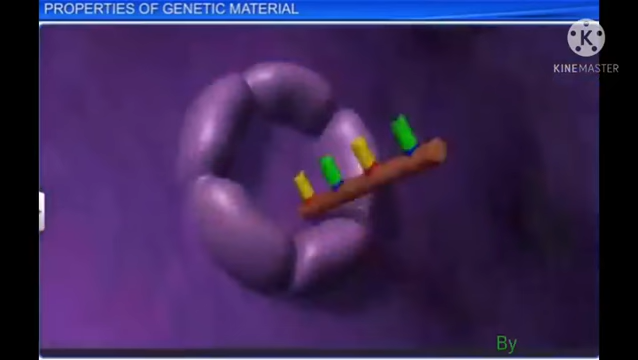 PROPERTIES OF GENETIC MATERIAL
K
KINEMASTER
By